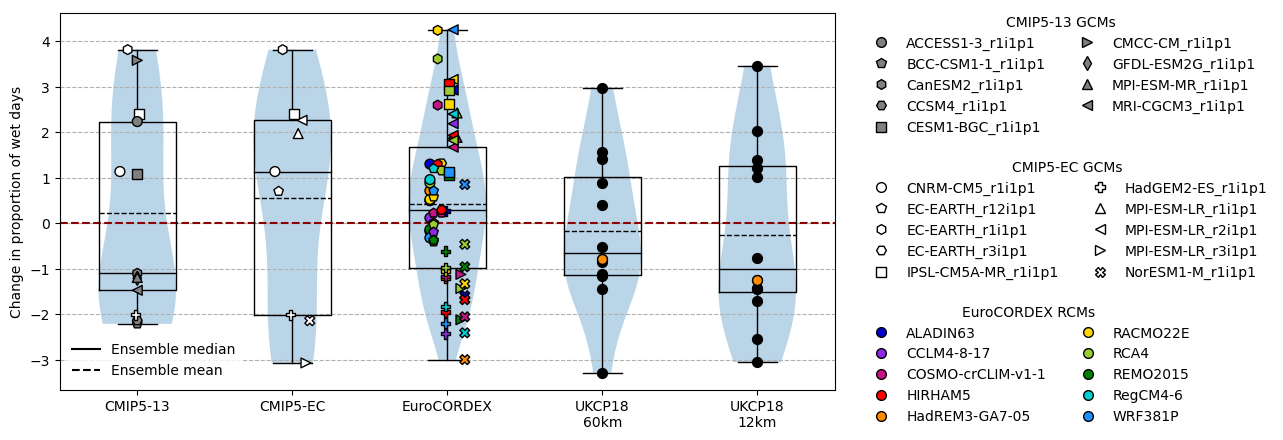 Change in proportion of wet days
4
3
2
1
0
−1
−2
−3
Ensemble median
Ensemble mean
CMIP5-13
CMIP5-EC
EuroCORDEX
UKCP18
60km
UKCP18
12km
CMIP5-13 GCMs
ACCESS1-3_r1i1p1
BCC-CSM1-1_r1i1p1
CanESM2_r1i1p1
CCSM4_r1i1p1
CESM1-BGC_r1i1p1
CMCC-CM_r1i1p1
GFDL-ESM2G_r1i1p1
MPI-ESM-MR_r1i1p1
MRI-CGCM3_r1i1p1
CMIP5-EC GCMs
CNRM-CM5_r1i1p1
EC-EARTH_r12i1p1
EC-EARTH_r1i1p1
EC-EARTH_r3i1p1
IPSL-CM5A-MR_r1i1p1
HadGEM2-ES_r1i1p1
MPI-ESM-LR_r1i1p1
MPI-ESM-LR_r2i1p1
MPI-ESM-LR_r3i1p1
NorESM1-M_r1i1p1
EuroCORDEX RCMs
ALADIN63
CCLM4-8-17
COSMO-crCLIM-v1-1
HIRHAM5
HadREM3-GA7-05
RACMO22E
RCA4
REMO2015
RegCM4-6
WRF381P